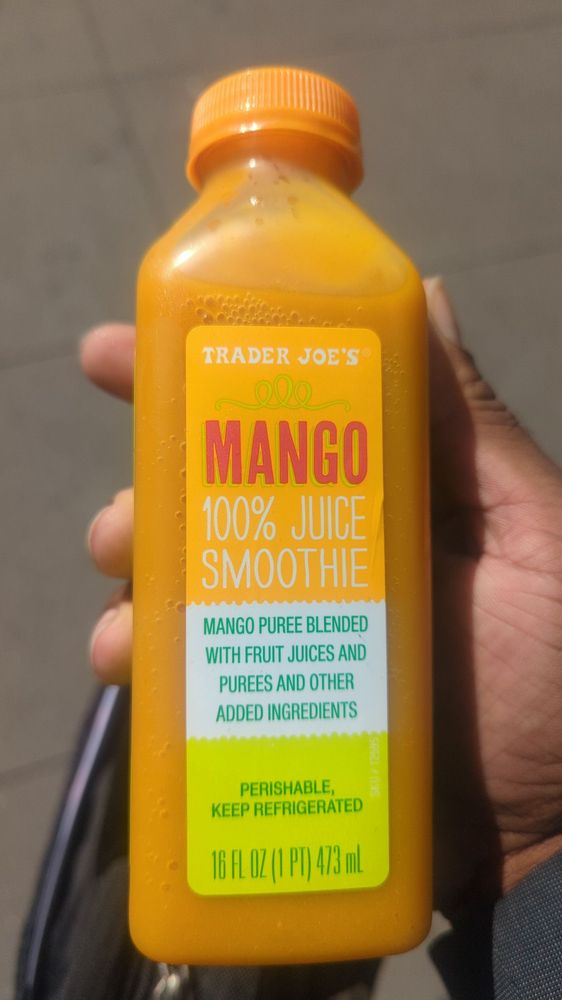 TRADER JOE'S®
MANGO
100% JUICE
SMOOTHIE
MANGO PUREE BLENDED
WITH FRUIT JUICES AND
PUREES AND OTHER
ADDED INGREDIENTS
PERISHABLE,
KEEP REFRIGERATED
16 FL OZ (1 PT) 473 mL